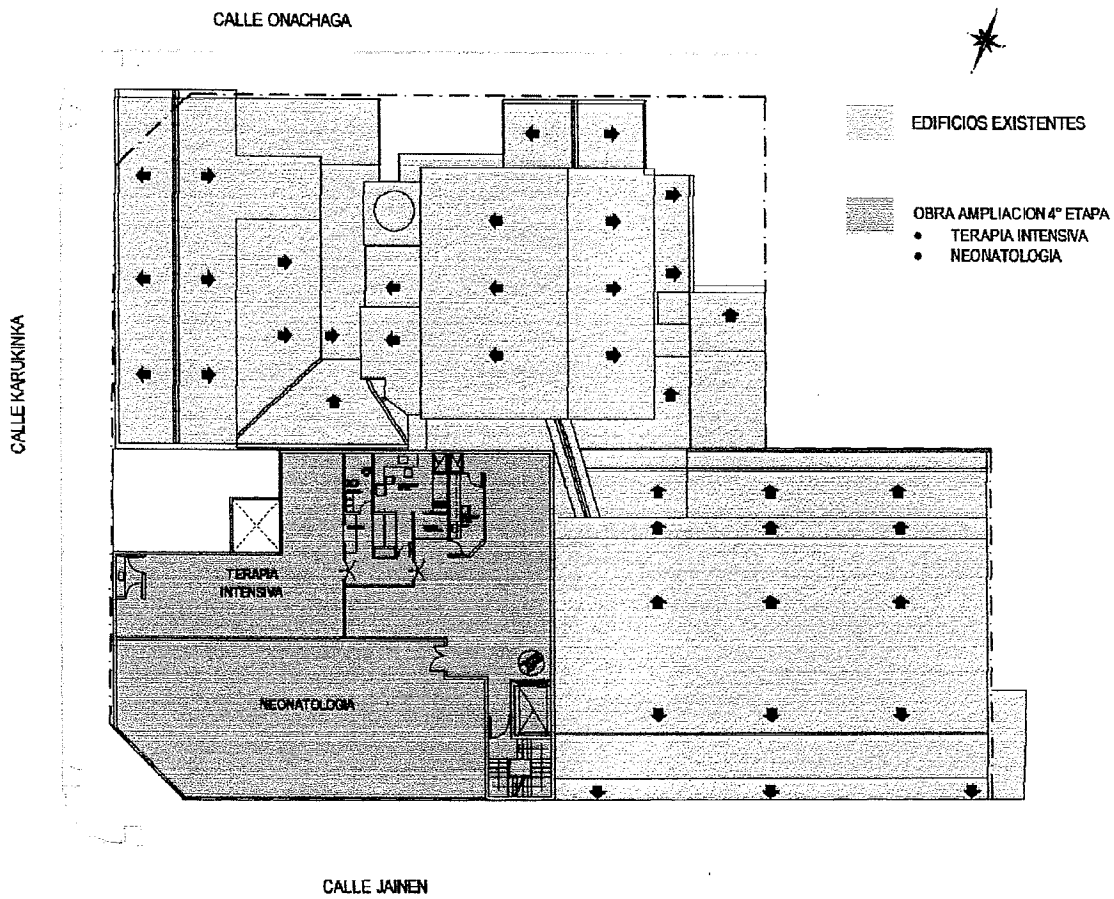 CALLE ONACHAGA
EDIFICIOS EXISTENTES
OBRA AMPLIACION 4° ETAPA
• TERAPIA INTENSIVA
• NEONATOLOGIA
CALLE KARUKINKA
TERAPIA
INTENSIVA
NEONATOLOGIA
CALLE JAINEN